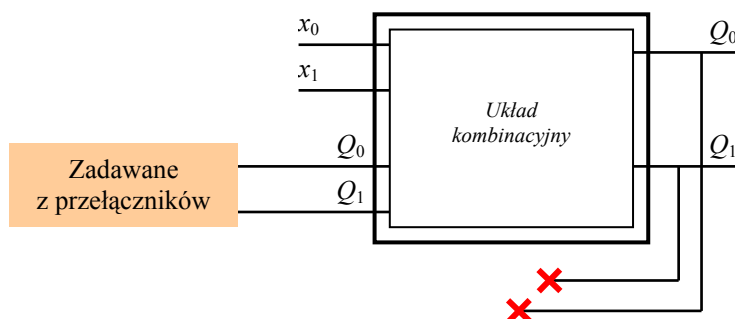 x₀
Q₀
x₁
Układ
kombinacyjny
Q₀
Q₁
Zadawane
z przełączników
Q₁